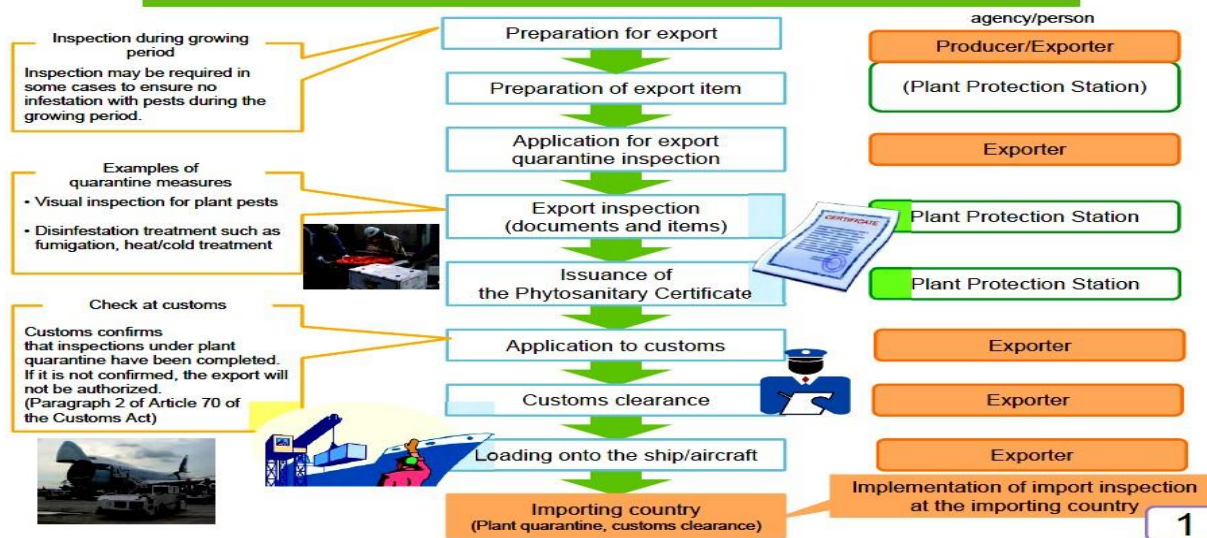 agency/person
Inspection during growing
period
Inspection may be required in
some cases to ensure no
infestation with pests during the
growing period.
Preparation for export
Producer/Exporter
Preparation of export item
(Plant Protection Station)
Application for export
quarantine inspection
Exporter
Examples of
quarantine measures
• Visual inspection for plant pests
• Disinfestation treatment such as
fumigation, heat/cold treatment
Export inspection
(documents and items)
CERTIFICATE
Plant Protection Station
Issuance of
the Phytosanitary Certificate
Plant Protection Station
Check at customs
Customs confirms
that inspections under plant
quarantine have been completed.
If it is not confirmed, the export will
not be authorized.
(Paragraph 2 of Article 70 of
the Customs Act)
Application to customs
Exporter
Customs clearance
Exporter
Loading onto the ship/aircraft
Exporter
Importing country
(Plant quarantine, customs clearance)
Implementation of import inspection
at the importing country
1